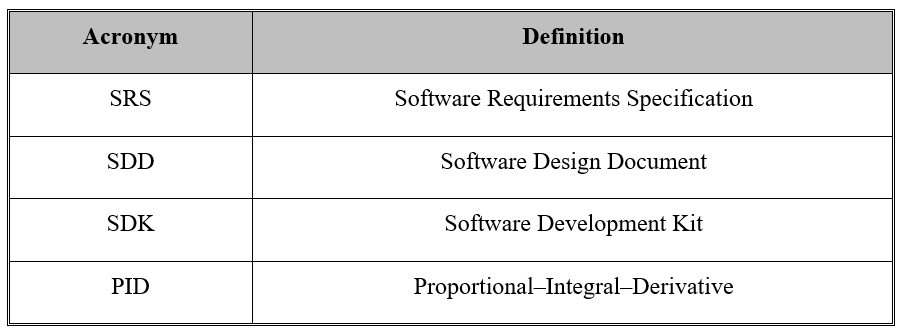 Acronym Definition
SRS Software Requirements Specification
SDD Software Design Document
SDK Software Development Kit
PID Proportional–Integral–Derivative